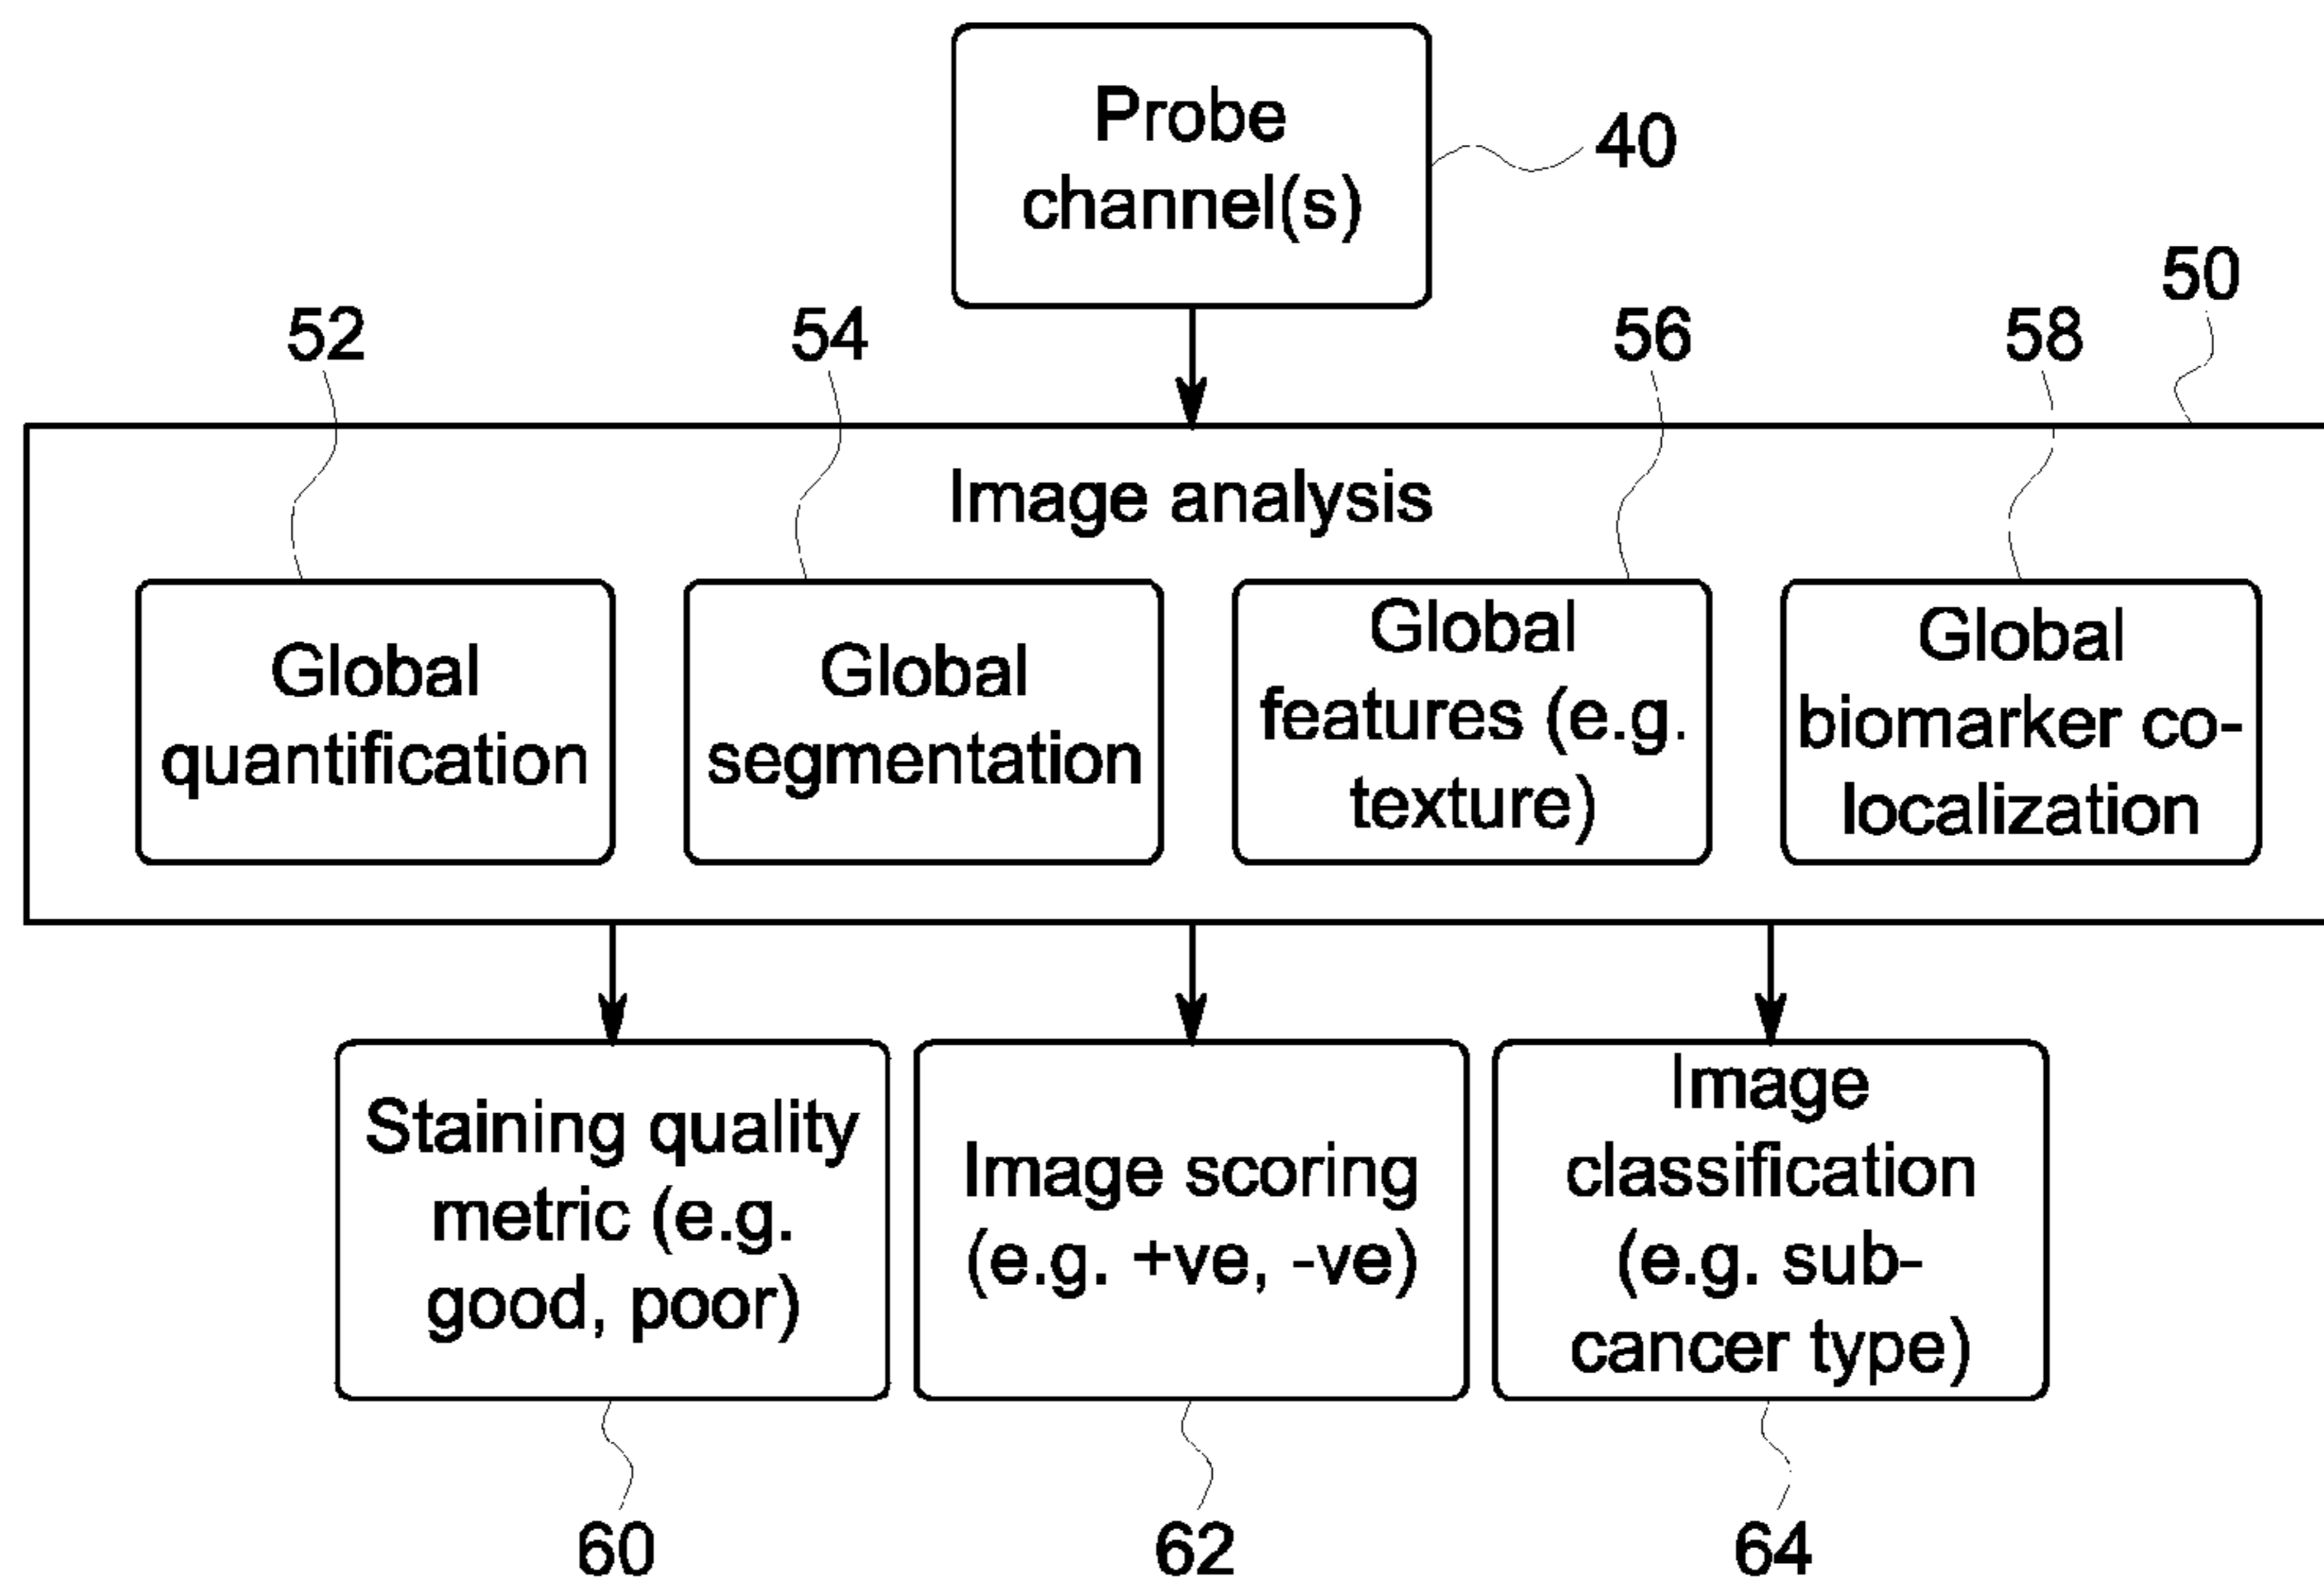 Probe
channel(s)
40
50
52
54
56
58
Image analysis
Global
quantification
Global
segmentation
Global
features (e.g.
texture)
Global
biomarker co-
localization
Staining quality
metric (e.g.
good, poor)
Image scoring
(e.g. +ve, -ve)
Image
classification
(e.g. sub-
cancer type)
60
62
64